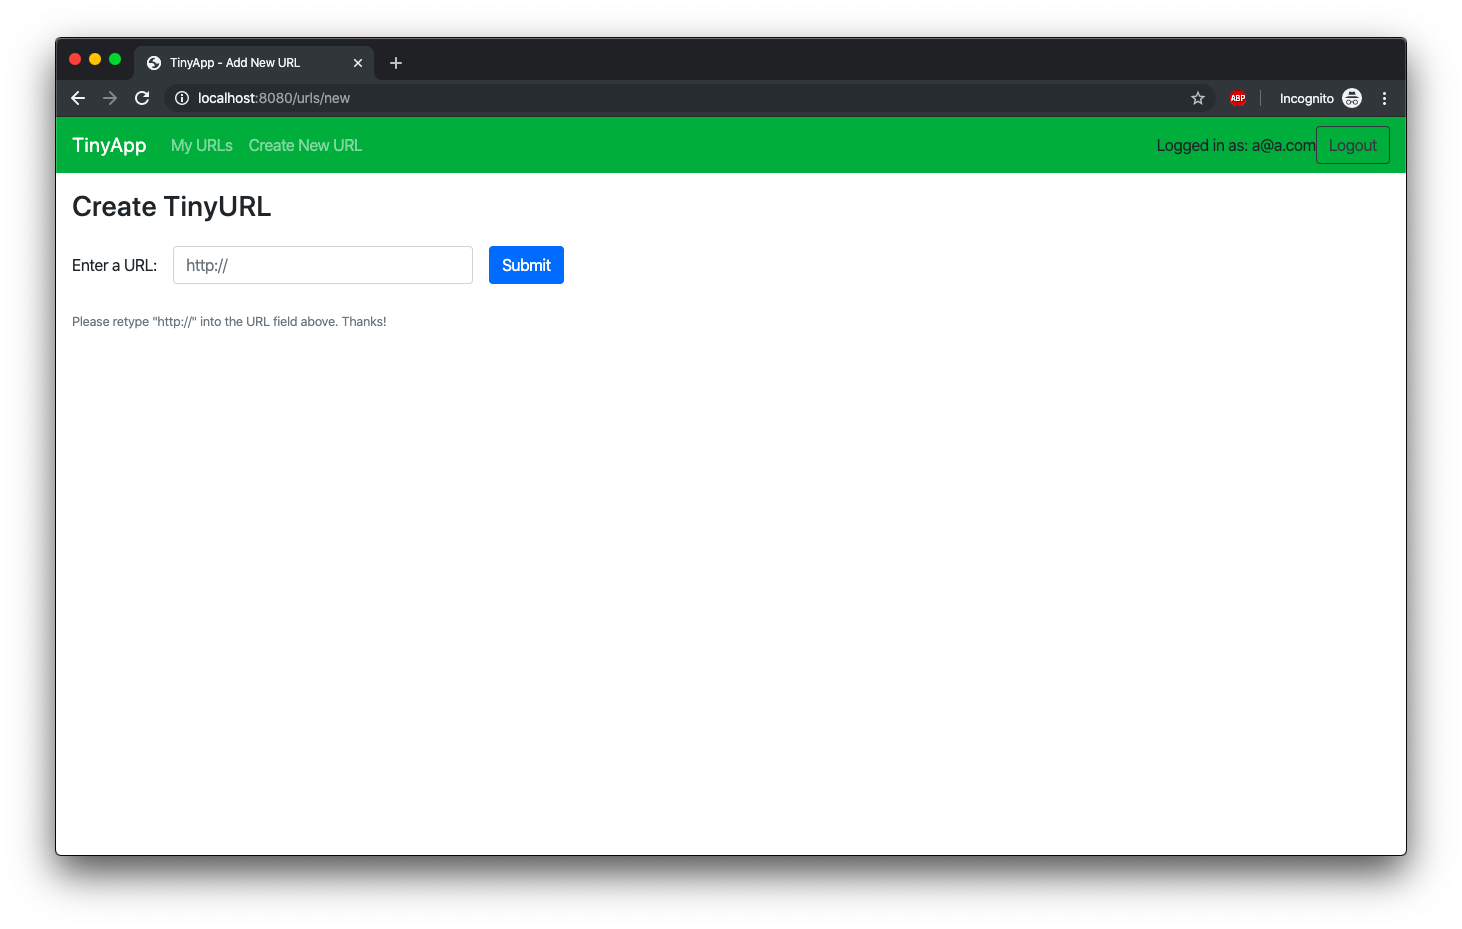 TinyApp - Add New URL
localhost:8080/urls/new
ABP
Incognito
TinyApp My URLs Create New URL Logged in as: a@a.com Logout
Create TinyURL
Enter a URL: http:// Submit
Please retype "http://" into the URL field above. Thanks!